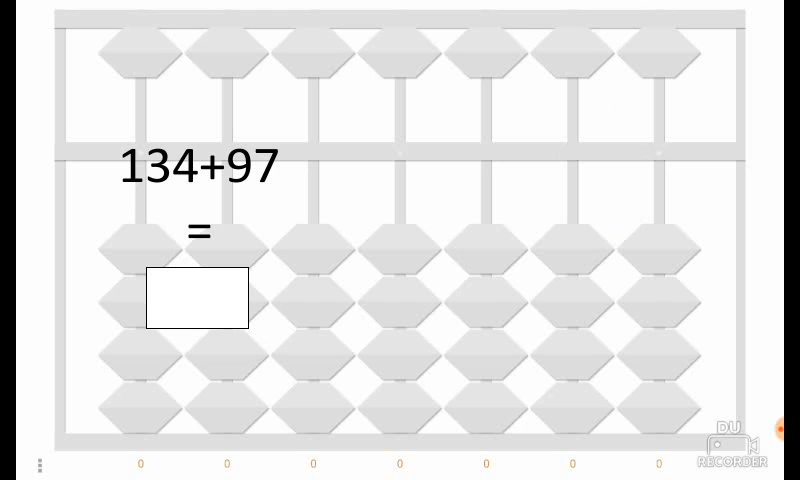 134+97
=
0 0 0 0 0 0 0
DU
RECORDER